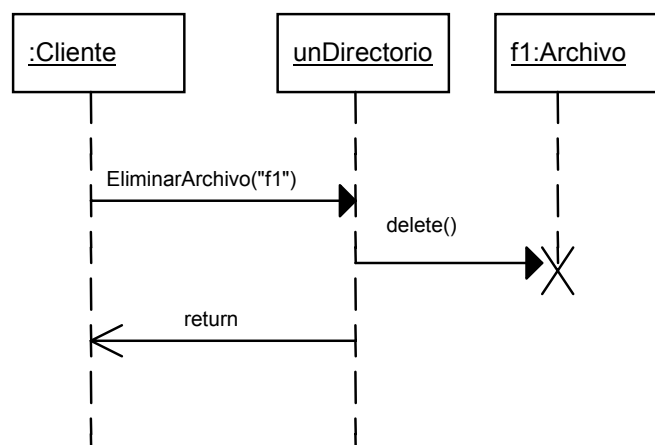 :Cliente
unDirectorio
f1:Archivo
EliminarArchivo("f1")
delete()
return